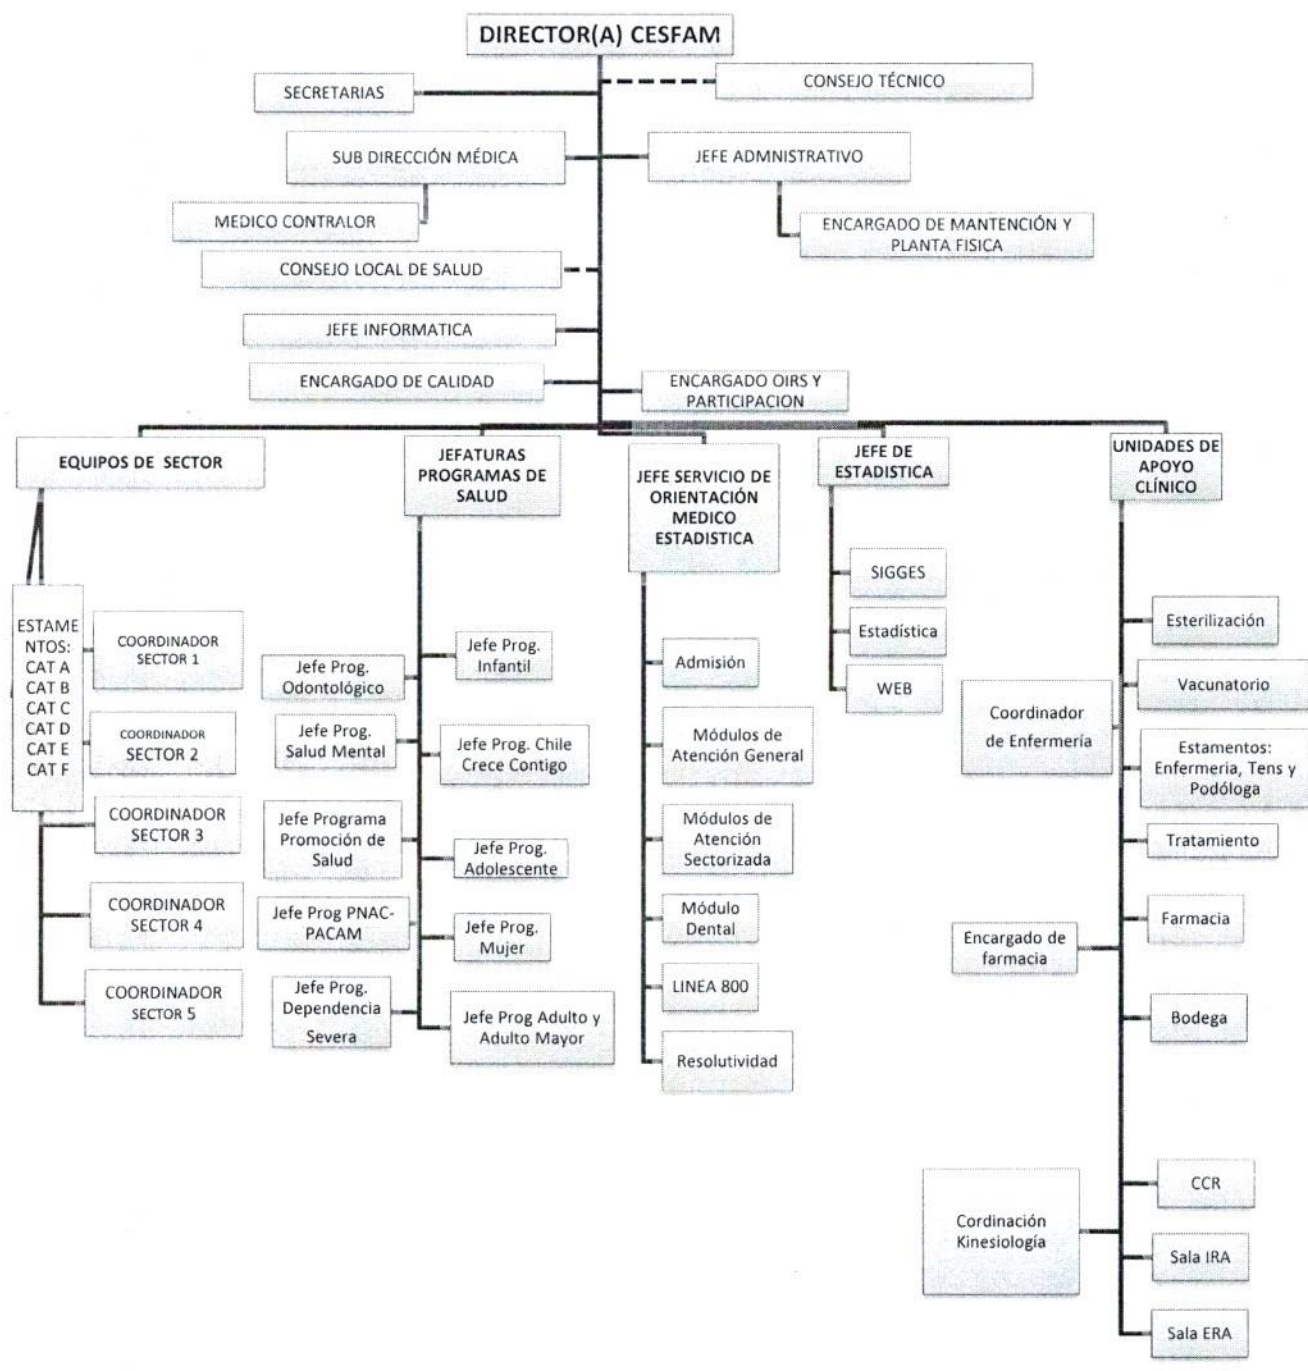 DIRECTOR(A) CESFAM
CONSEJO TÉCNICO
SECRETARIAS
SUB DIRECCIÓN MÉDICA
JEFE ADMNISTRATIVO
MEDICO CONTRALOR
ENCARGADO DE MANTENCIÓN Y
PLANTA FISICA
CONSEJO LOCAL DE SALUD
JEFE INFORMATICA
ENCARGADO DE CALIDAD
ENCARGADO OIRS Y
PARTICIPACION
EQUIPOS DE SECTOR
ESTAME
NTOS:
CAT A
CAT B
CAT C
CAT D
CAT E
CAT F
COORDINADOR
SECTOR 1
COORDINADOR
SECTOR 2
COORDINADOR
SECTOR 3
COORDINADOR
SECTOR 4
COORDINADOR
SECTOR 5
JEFATURAS
PROGRAMAS DE
SALUD
Jefe Prog.
Infantil
Jefe Prog.
Odontológico
Jefe Prog.
Salud Mental
Jefe Prog. Chile
Crece Contigo
Jefe Programa
Promoción de
Salud
Jefe Prog.
Adolescente
Jefe Prog PNAC-
PACAM
Jefe Prog.
Mujer
Jefe Prog.
Dependencia
Severa
Jefe Prog Adulto y
Adulto Mayor
JEFE SERVICIO DE
ORIENTACIÓN
MEDICO
ESTADISTICA
Admisión
Módulos de
Atención General
Módulos de
Atención
Sectorizada
Módulo
Dental
LINEA 800
Resolutividad
JEFE DE
ESTADISTICA
SIGGES
Estadística
WEB
UNIDADES DE
APOYO
CLÍNICO
Esterilización
Vacunatorio
Coordinador
de Enfermería
Estamentos:
Enfermeria, Tens y
Podóloga
Tratamiento
Farmacia
Encargado de
farmacia
Bodega
CCR
Cordinación
Kinesiología
Sala IRA
Sala ERA